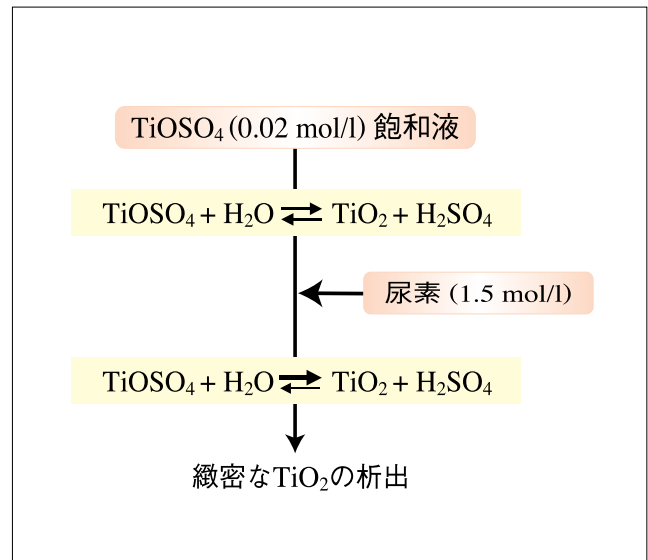 TiOSO₄ (0.02 mol/l) 飽和液
TiOSO₄ + H₂O ⇄ TiO₂ + H₂SO₄
尿素 (1.5 mol/l)
TiOSO₄ + H₂O ⇄ TiO₂ + H₂SO₄
緻密なTiO₂の析出